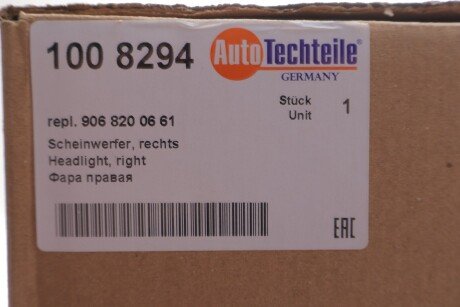 100 8294
AutoTechteile®
GERMANY
Stück
Unit
1
repl. 906 820 06 61
Scheinwerfer, rechts
Headlight, right
Фара правая
EAC